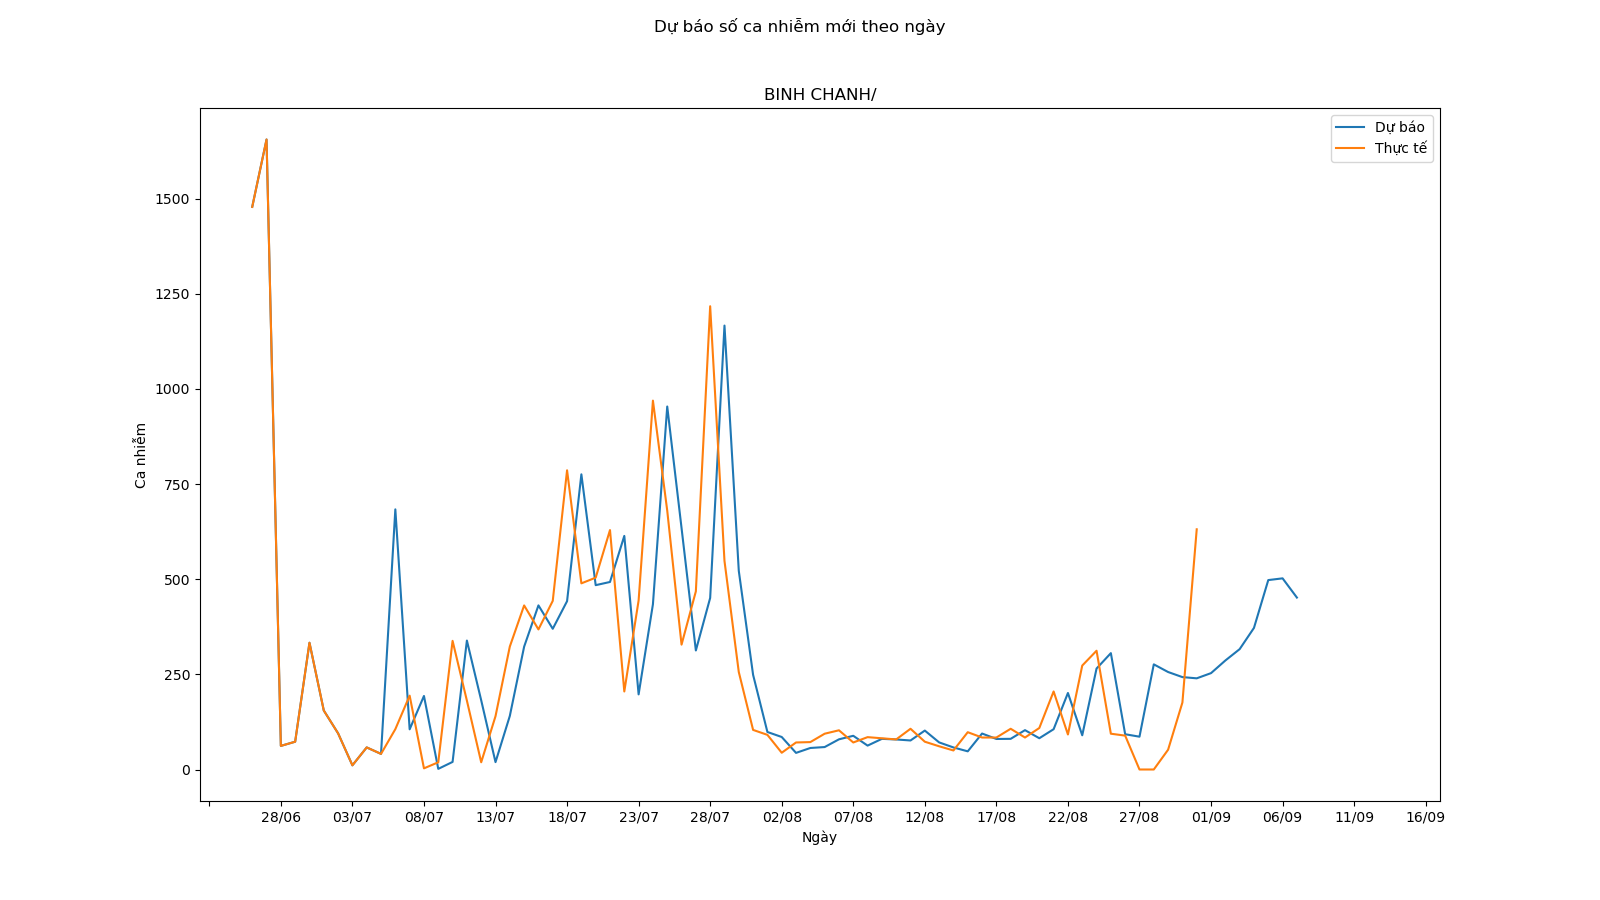 Dự báo số ca nhiễm mới theo ngày
BINH CHANH/
Dự báo
Thực tế
1500
1250
1000
750
500
250
0
Ca nhiễm
28/06 03/07 08/07 13/07 18/07 23/07 28/07 02/08 07/08 12/08 17/08 22/08 27/08 01/09 06/09 11/09 16/09
Ngày